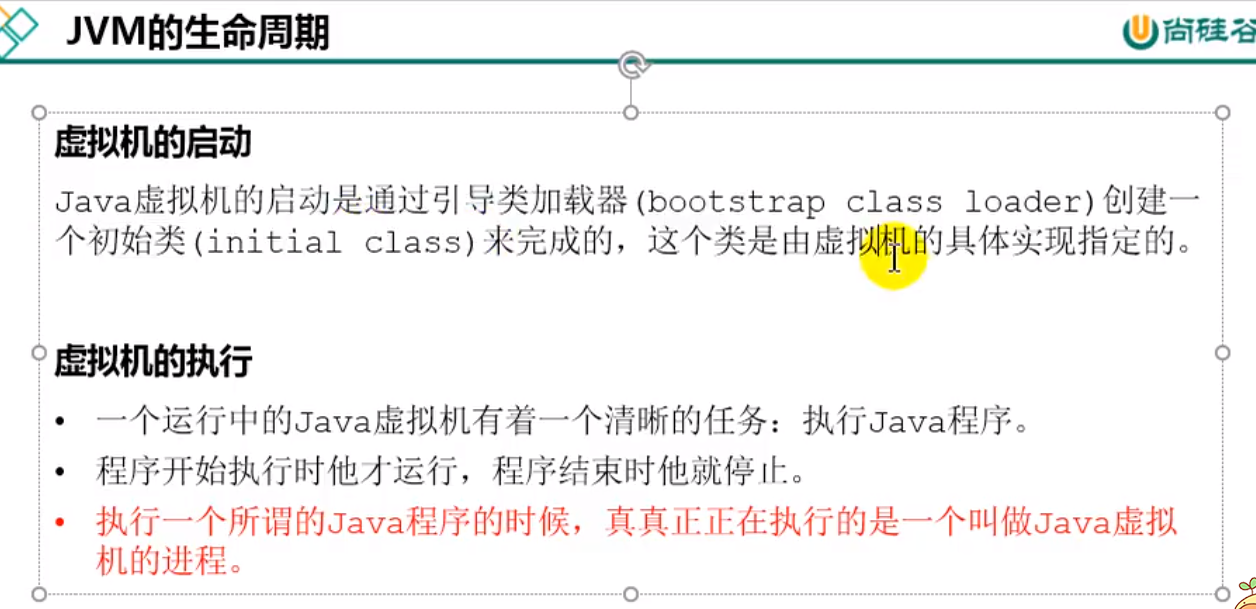 JVM的生命周期
尚硅谷
虚拟机的启动
Java虚拟机的启动是通过引导类加载器(bootstrap class loader)创建一
个初始类(initial class)来完成的，这个类是由虚拟机的具体实现指定的。
虚拟机的执行
• 一个运行中的Java虚拟机有着一个清晰的任务：执行Java程序。
• 程序开始执行时他才运行，程序结束时他就停止。
• 执行一个所谓的Java程序的时候，真真正正在执行的是一个叫做Java虚拟
机的进程。